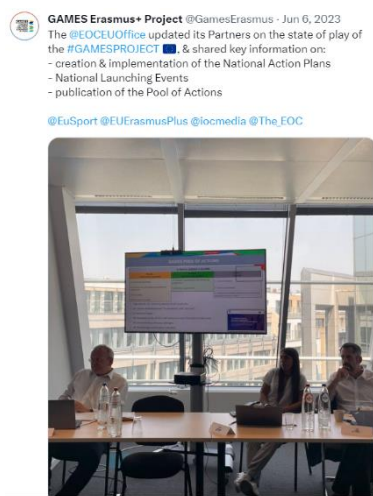 GAMES Erasmus+ Project @GamesErasmus · Jun 6, 2023
The @EOCEUOffice updated its Partners on the state of play of
the #GAMESPROJECT 🇪🇺, & shared key information on:
- creation & implementation of the National Action Plans
- National Launching Events
- publication of the Pool of Actions
@EuSport @EUErasmusPlus @iocmedia @The_EOC